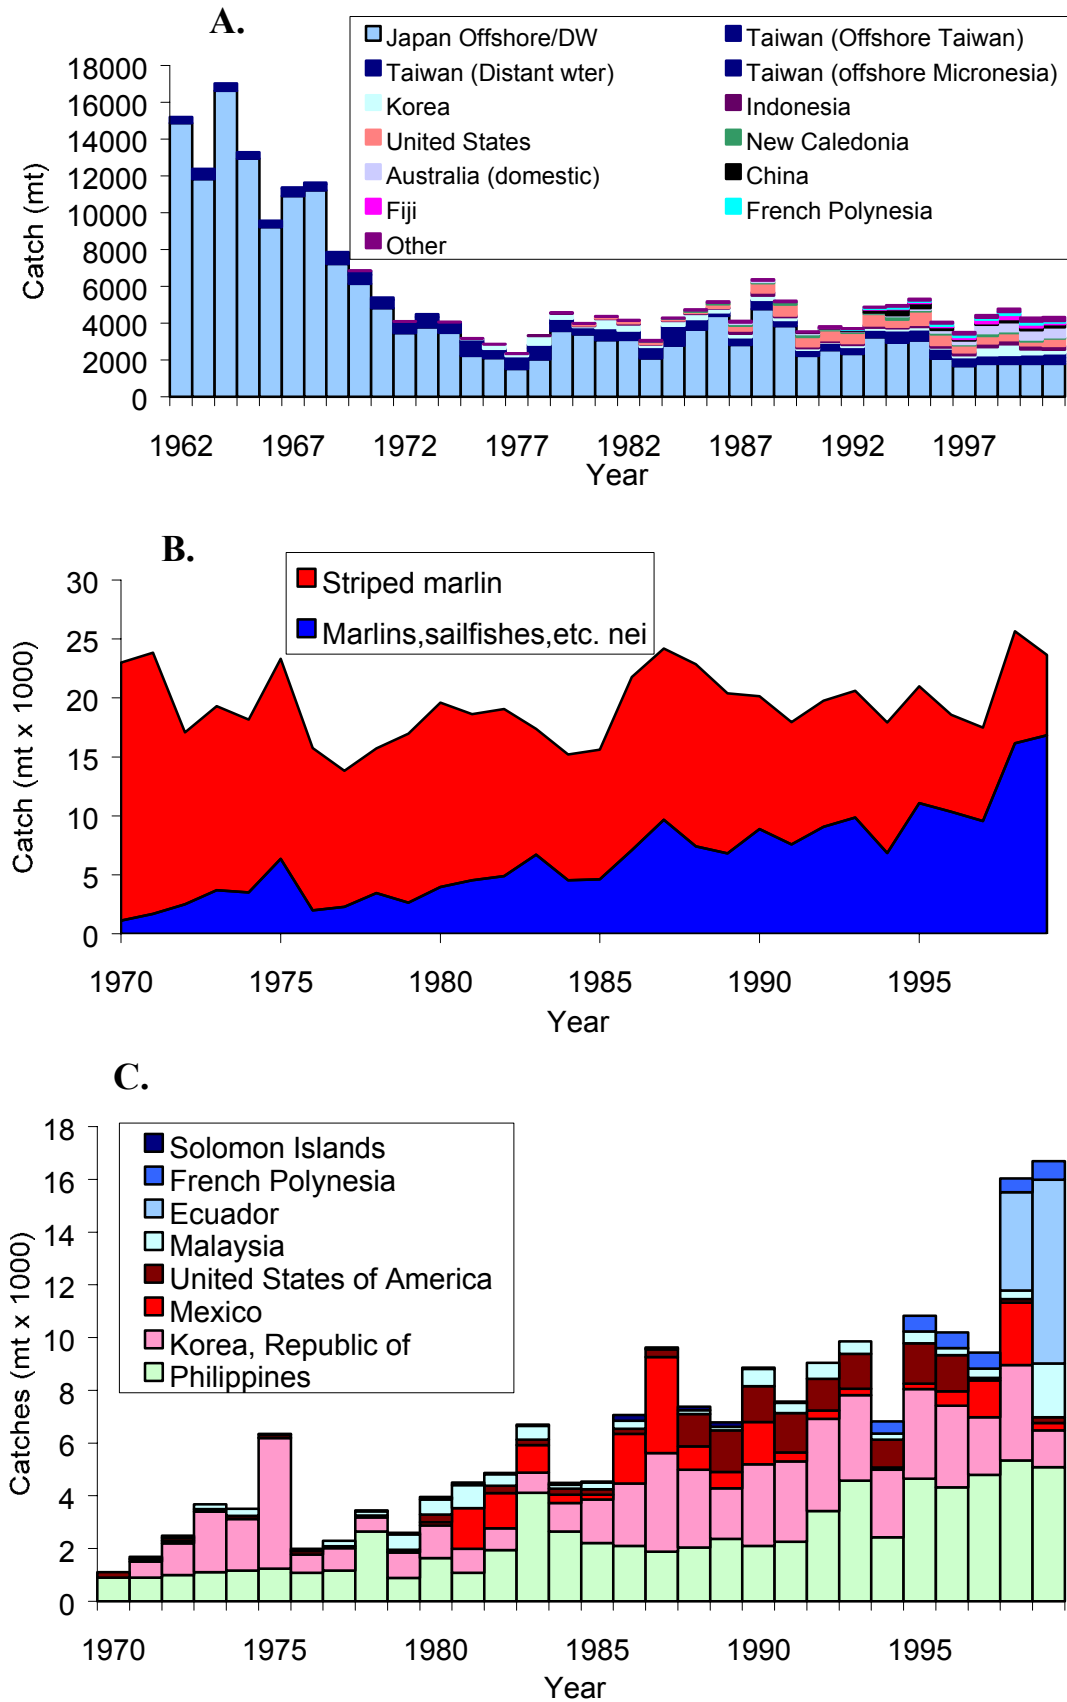 A.
Japan Offshore/DW
Taiwan (Offshore Taiwan)
Taiwan (Distant wter)
Taiwan (offshore Micronesia)
Korea
Indonesia
United States
New Caledonia
Australia (domestic)
China
Fiji
French Polynesia
Other
Catch (mt)
18000
16000
14000
12000
10000
8000
6000
4000
2000
0
1962 1967 1972 1977 1982 1987 1992 1997
Year
B.
Striped marlin
Marlins,sailfishes,etc. nei
Catch (mt x 1000)
30
25
20
15
10
5
0
1970 1975 1980 1985 1990 1995
Year
C.
Solomon Islands
French Polynesia
Ecuador
Malaysia
United States of America
Mexico
Korea, Republic of
Philippines
Catches (mt x 1000)
18
16
14
12
10
8
6
4
2
0
1970 1975 1980 1985 1990 1995
Year